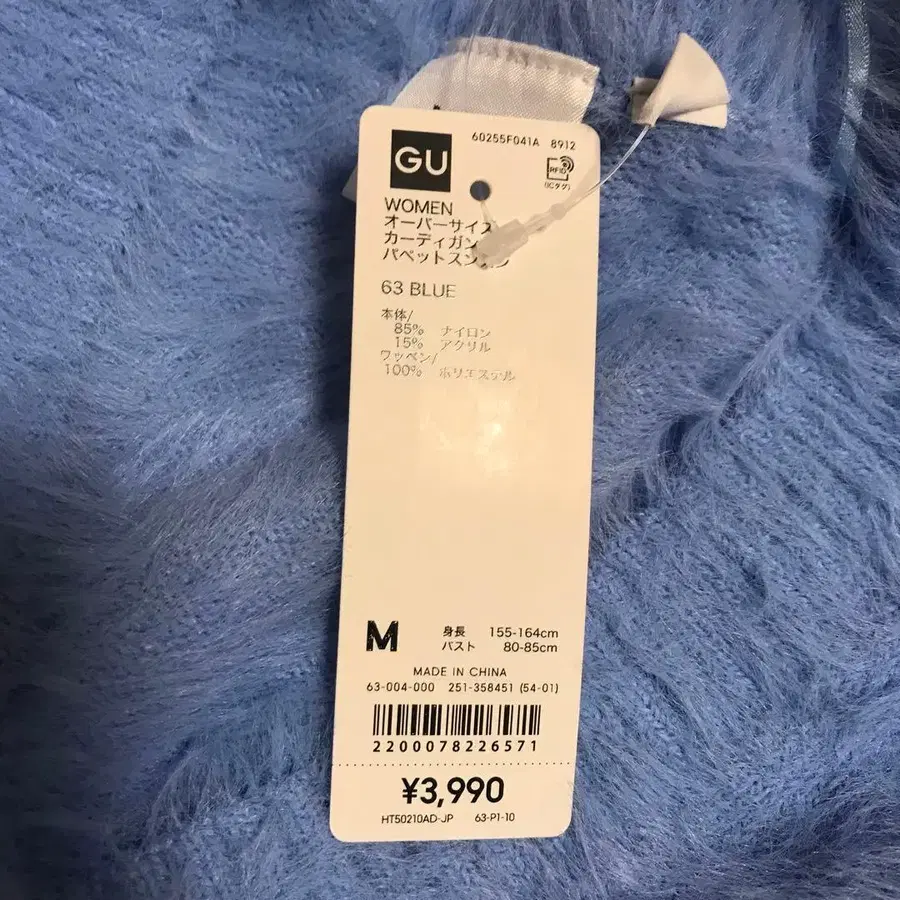 GU
60255F041A 8912
RFID
(ICタグ)
WOMEN
オーバーサイズ
カーディガン
パペットスンスン
63 BLUE
本体/
85% ナイロン
15% アクリル
ワッペン/
100% ポリエステル
M
身長 155-164cm
バスト 80-85cm
MADE IN CHINA
63-004-000 251-358451 (54-01)
2200078226571
¥3,990
HT50210AD-JP 63-P1-10